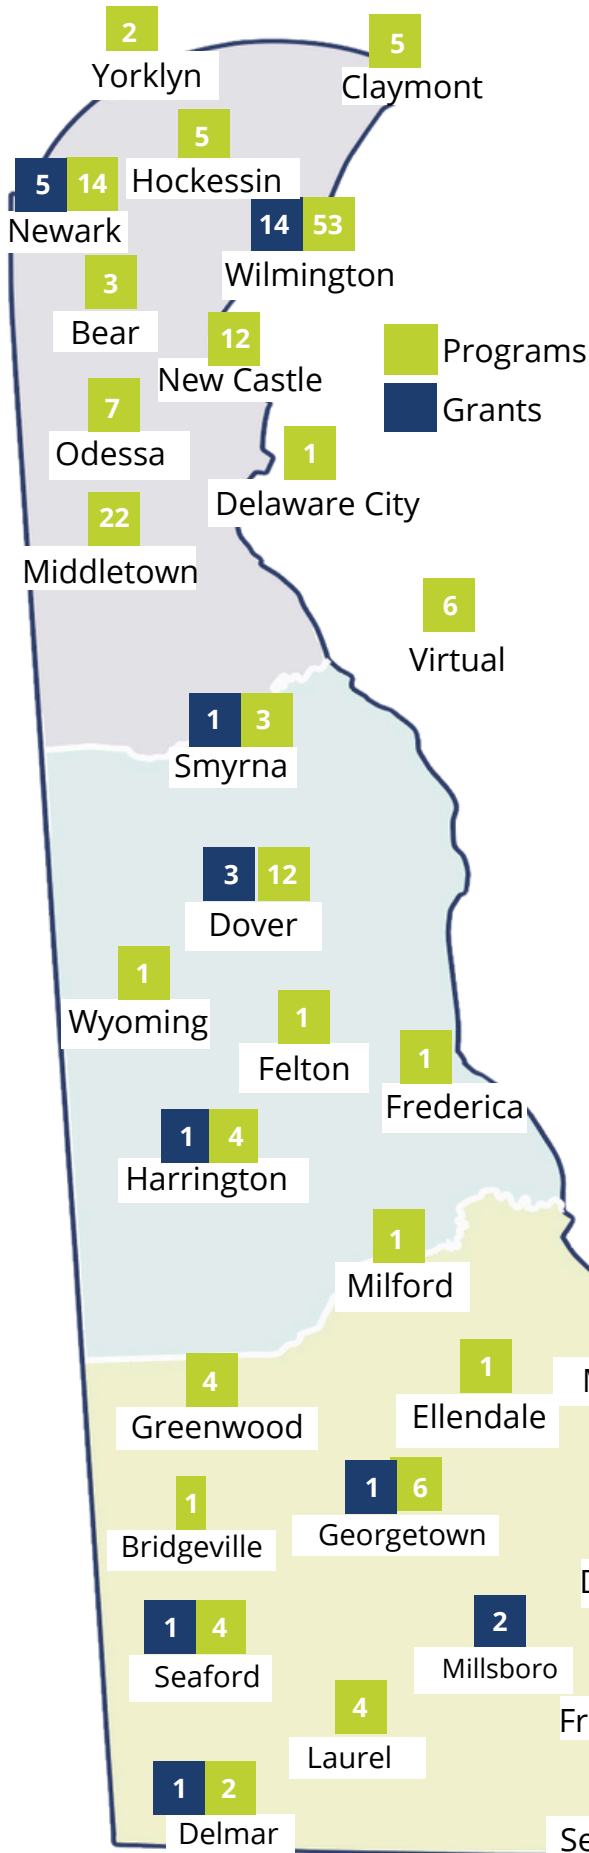 2
Yorklyn
5
Claymont
5
Hockessin
5 14
Newark
14 53
Wilmington
3
Bear
12
New Castle
Programs
Grants
7
Odessa
1
Delaware City
22
Middletown
6
Virtual
1 3
Smyrna
3 12
Dover
1
Wyoming
1
Felton
1
Frederica
1 4
Harrington
1
Milford
4
Greenwood
1
Ellendale
1
Bridgeville
1 6
Georgetown
1 4
Seaford
2
Millsboro
4
Laurel
Fr
1 2
Delmar
Se